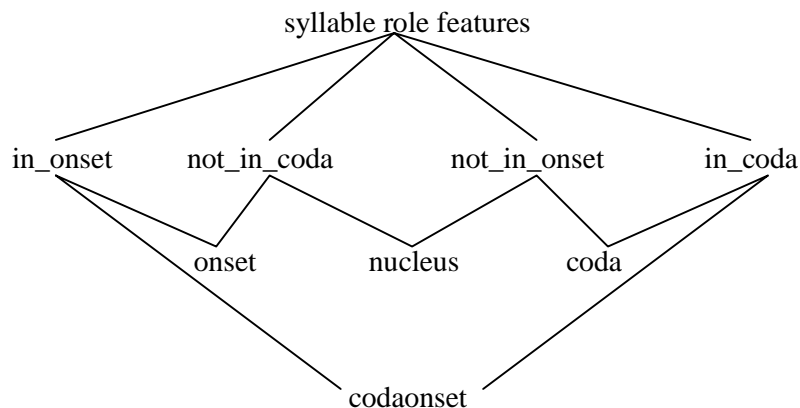 syllable role features
in_onset not_in_coda not_in_onset in_coda
onset nucleus coda
codaonset